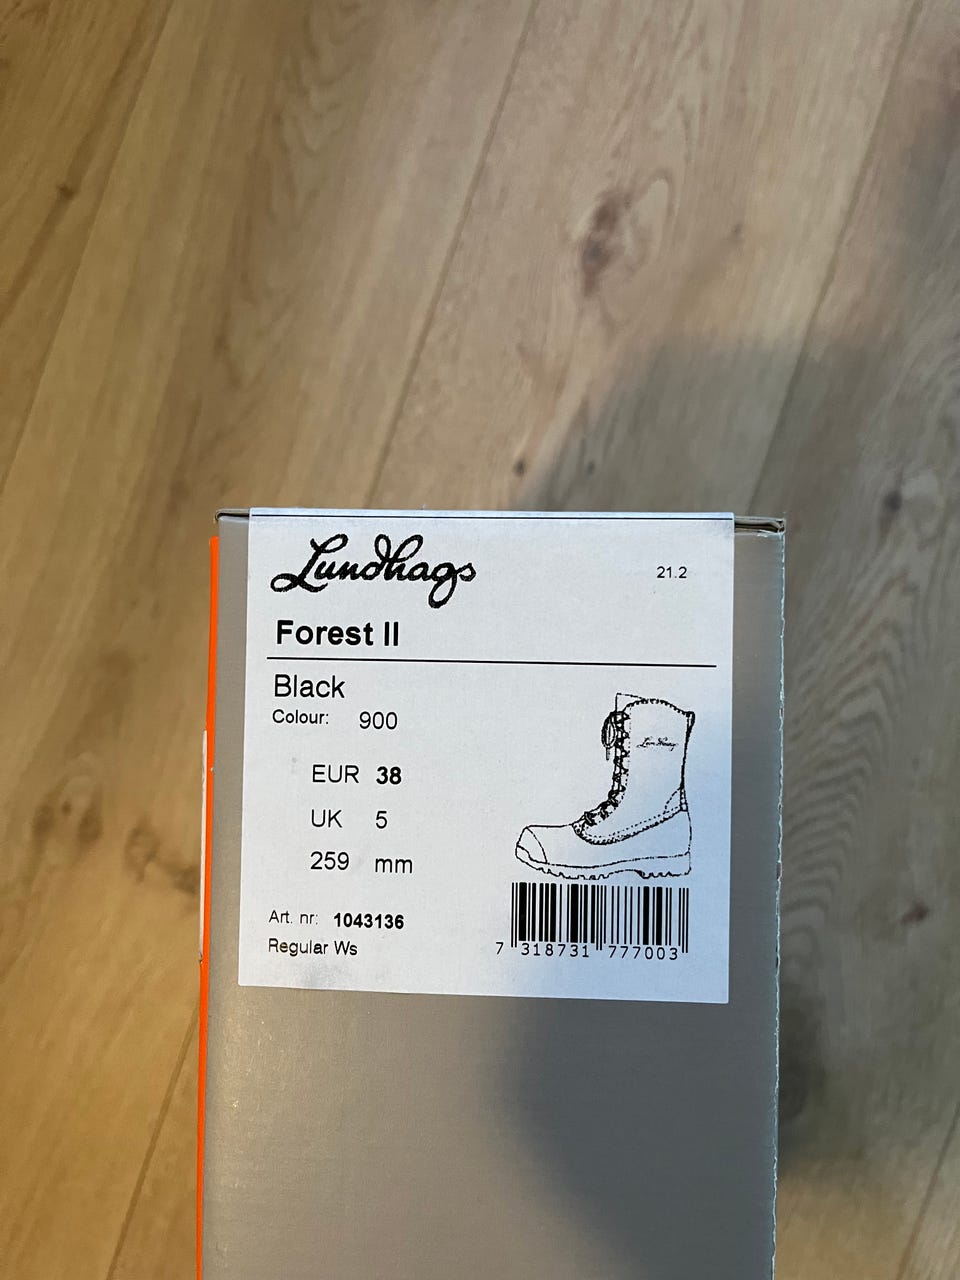 Lundhags
21.2
Forest II
Black
Colour: 900
EUR 38
UK 5
259 mm
Lundhags
Art. nr: 1043136
Regular Ws
7 318731 777003